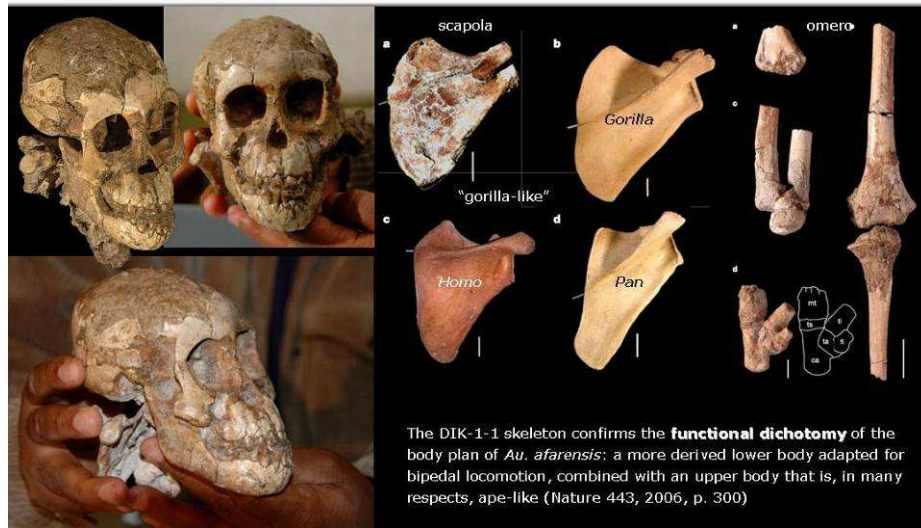 scapola
a
b
Gorilla
"gorilla-like"
c
Homo
d
Pan
a
omero
c
d
mt
ts
ti
ta
fi
ca
The DIK-1-1 skeleton confirms the functional dichotomy of the
body plan of Au. afarensis: a more derived lower body adapted for
bipedal locomotion, combined with an upper body that is, in many
respects, ape-like (Nature 443, 2006, p. 300)